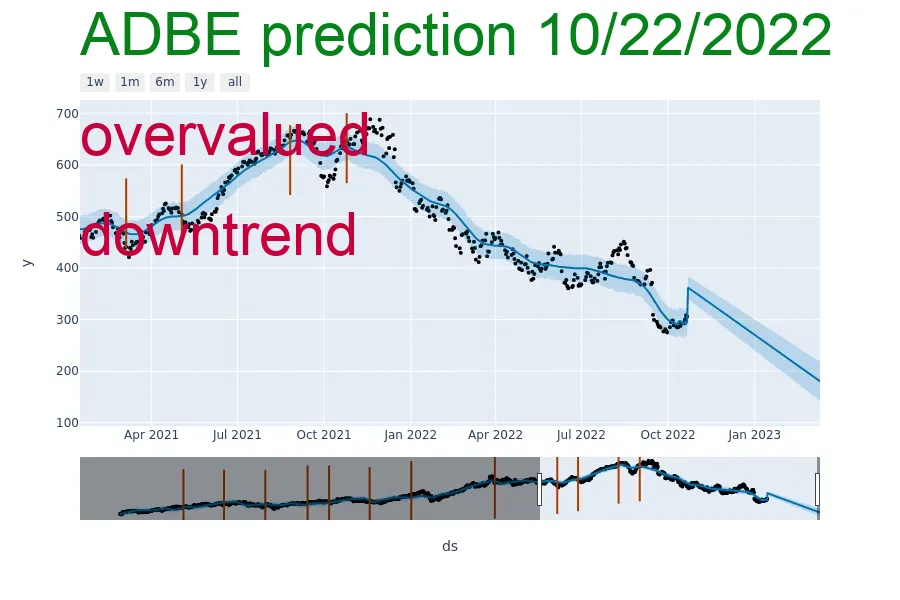 ADBE prediction 10/22/2022
1w 1m 6m 1y all
700
overvalued
600
500
downtrend
400
y
300
200
100
Apr 2021 Jul 2021 Oct 2021 Jan 2022 Apr 2022 Jul 2022 Oct 2022 Jan 2023
ds